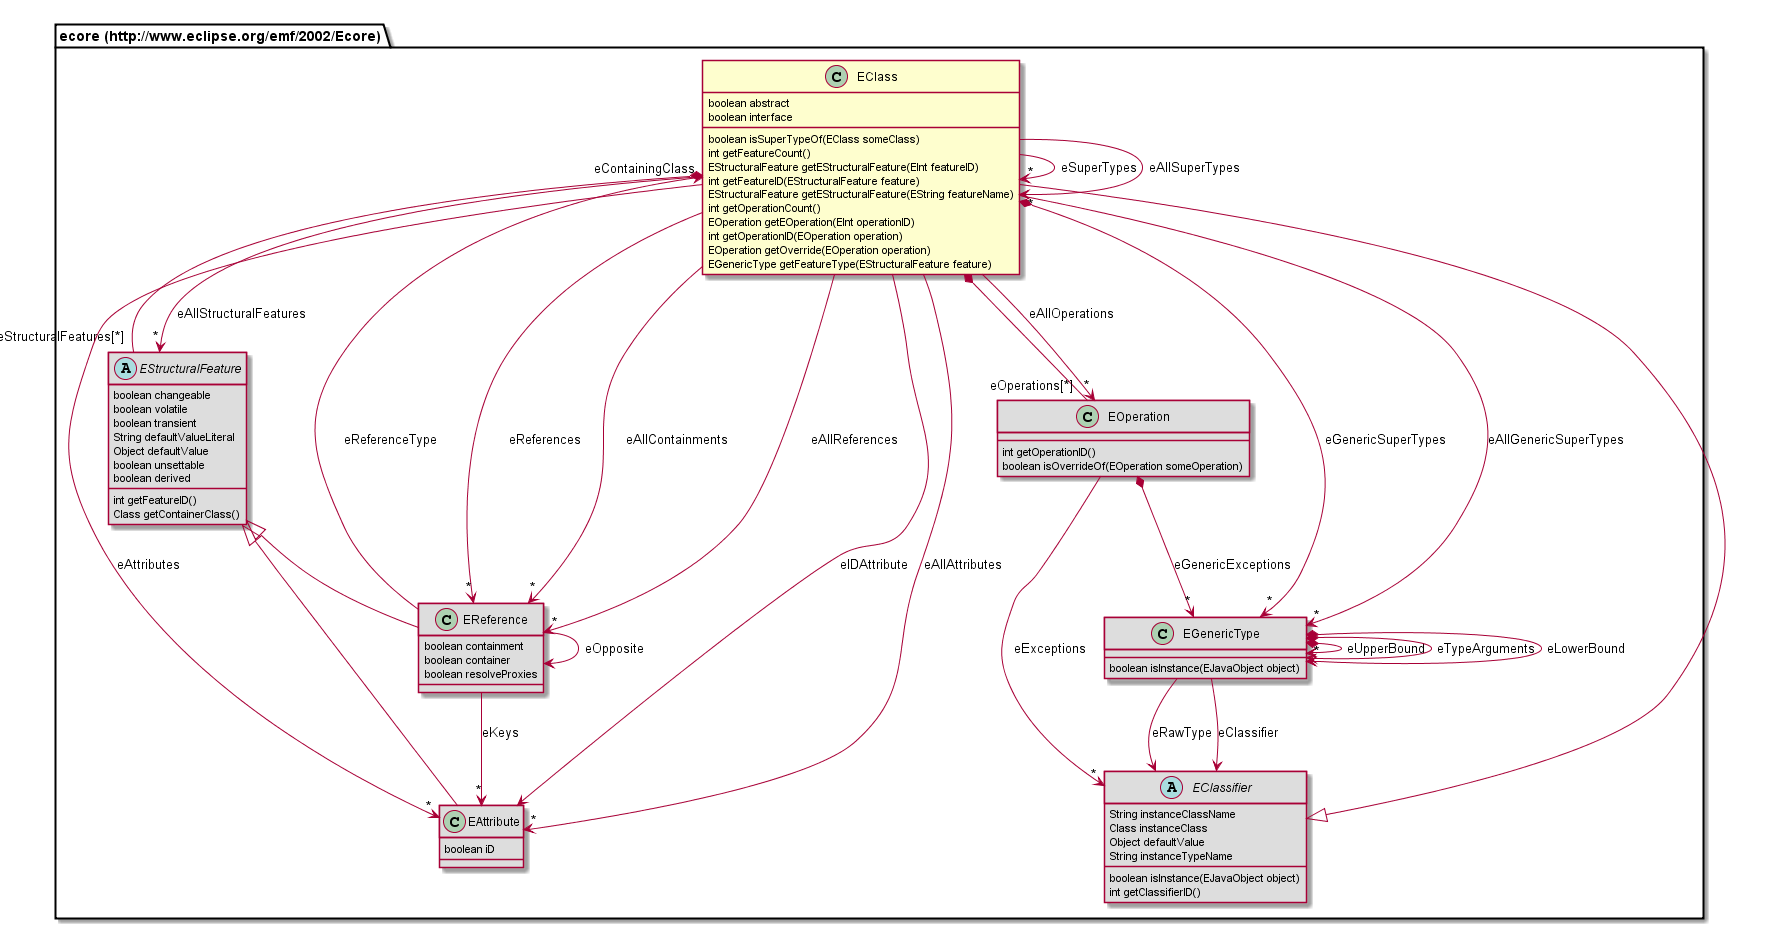 ecore (http://www.eclipse.org/emf/2002/Ecore)
C EClass
boolean abstract
boolean interface
boolean isSuperTypeOf(EClass someClass)
int getFeatureCount()
EStructuralFeature getEStructuralFeature(EInt featureID)
int getFeatureID(EStructuralFeature feature)
EStructuralFeature getEStructuralFeature(EString featureName)
int getOperationCount()
EOperation getEOperation(EInt operationID)
int getOperationID(EOperation operation)
EOperation getOverride(EOperation operation)
EGenericType getFeatureType(EStructuralFeature feature)
eContainingClass
* eSuperTypes
eAllSuperTypes
*
eAllStructuralFeatures
*
eStructuralFeatures[*]
eAllOperations
*
eOperations[*]
A EStructuralFeature
boolean changeable
boolean volatile
boolean transient
String defaultValueLiteral
Object defaultValue
boolean unsettable
boolean derived
int getFeatureID()
Class getContainerClass()
C EOperation
int getOperationID()
boolean isOverrideOf(EOperation someOperation)
eReferenceType
eReferences
*
eAllContainments
*
eAllReferences
*
eGenericSuperTypes
*
eAllGenericSuperTypes
*
eAttributes
*
eIDAttribute
eAllAttributes
*
eGenericExceptions
*
C EReference
boolean containment
boolean container
boolean resolveProxies
eOpposite
eExceptions
*
C EGenericType
boolean isInstance(EJavaObject object)
* eUpperBound
eTypeArguments
eLowerBound
eKeys
*
eRawType
eClassifier
C EAttribute
boolean iD
A EClassifier
String instanceClassName
Class instanceClass
Object defaultValue
String instanceTypeName
boolean isInstance(EJavaObject object)
int getClassifierID()